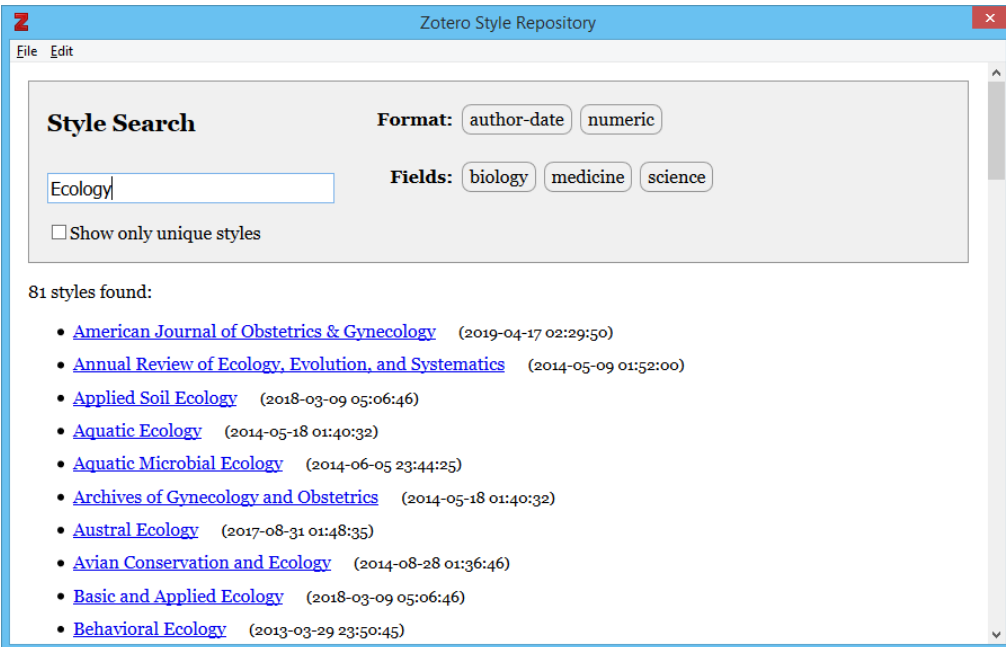 Z Zotero Style Repository ×
File Edit
Style Search Format: author-date numeric
Ecology Fields: biology medicine science
Show only unique styles
81 styles found:
• American Journal of Obstetrics & Gynecology (2019-04-17 02:29:50)
• Annual Review of Ecology, Evolution, and Systematics (2014-05-09 01:52:00)
• Applied Soil Ecology (2018-03-09 05:06:46)
• Aquatic Ecology (2014-05-18 01:40:32)
• Aquatic Microbial Ecology (2014-06-05 23:44:25)
• Archives of Gynecology and Obstetrics (2014-05-18 01:40:32)
• Austral Ecology (2017-08-31 01:48:35)
• Avian Conservation and Ecology (2014-08-28 01:36:46)
• Basic and Applied Ecology (2018-03-09 05:06:46)
• Behavioral Ecology (2013-03-29 23:50:45)